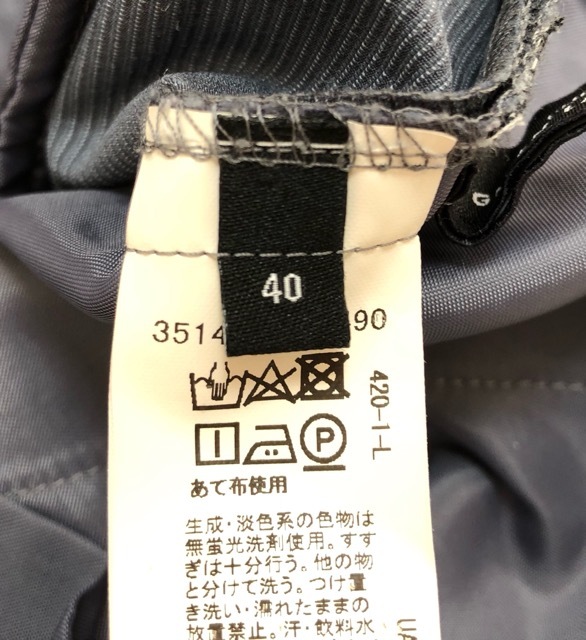 40
3514 90
420-1-L
P
あて布使用
生成・淡色系の色物は
無蛍光洗剤使用。すす
ぎは十分行う。他の物
と分けて洗う。つけ置
き洗い・濡れたままの
放置禁止。汗・飲料水
UA